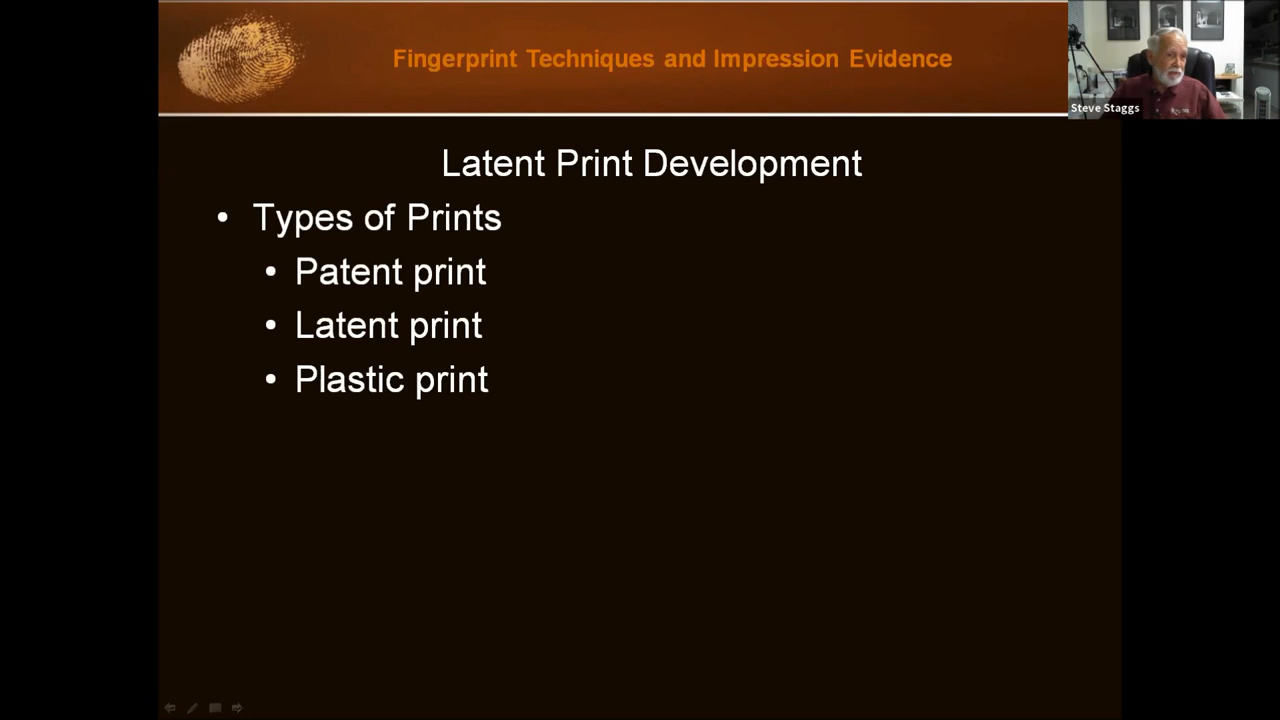 Fingerprint Techniques and Impression Evidence
Steve Staggs
Latent Print Development
• Types of Prints
• Patent print
• Latent print
• Plastic print